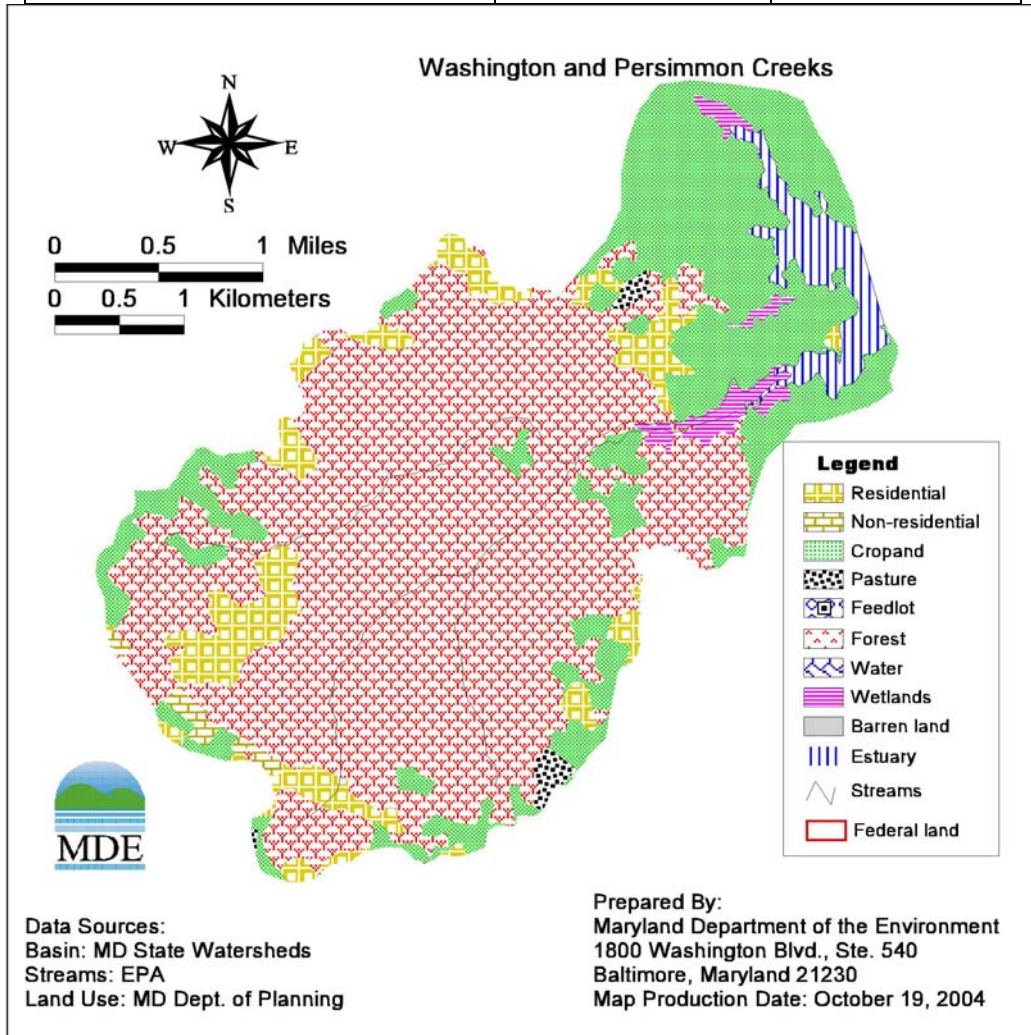 Washington and Persimmon Creeks
N
W E
S
0 0.5 1 Miles
0 0.5 1 Kilometers
Legend
Residential
Non-residential
Cropand
Pasture
Feedlot
Forest
Water
Wetlands
Barren land
Estuary
Streams
Federal land
MDE
Data Sources:
Basin: MD State Watersheds
Streams: EPA
Land Use: MD Dept. of Planning
Prepared By:
Maryland Department of the Environment
1800 Washington Blvd., Ste. 540
Baltimore, Maryland 21230
Map Production Date: October 19, 2004